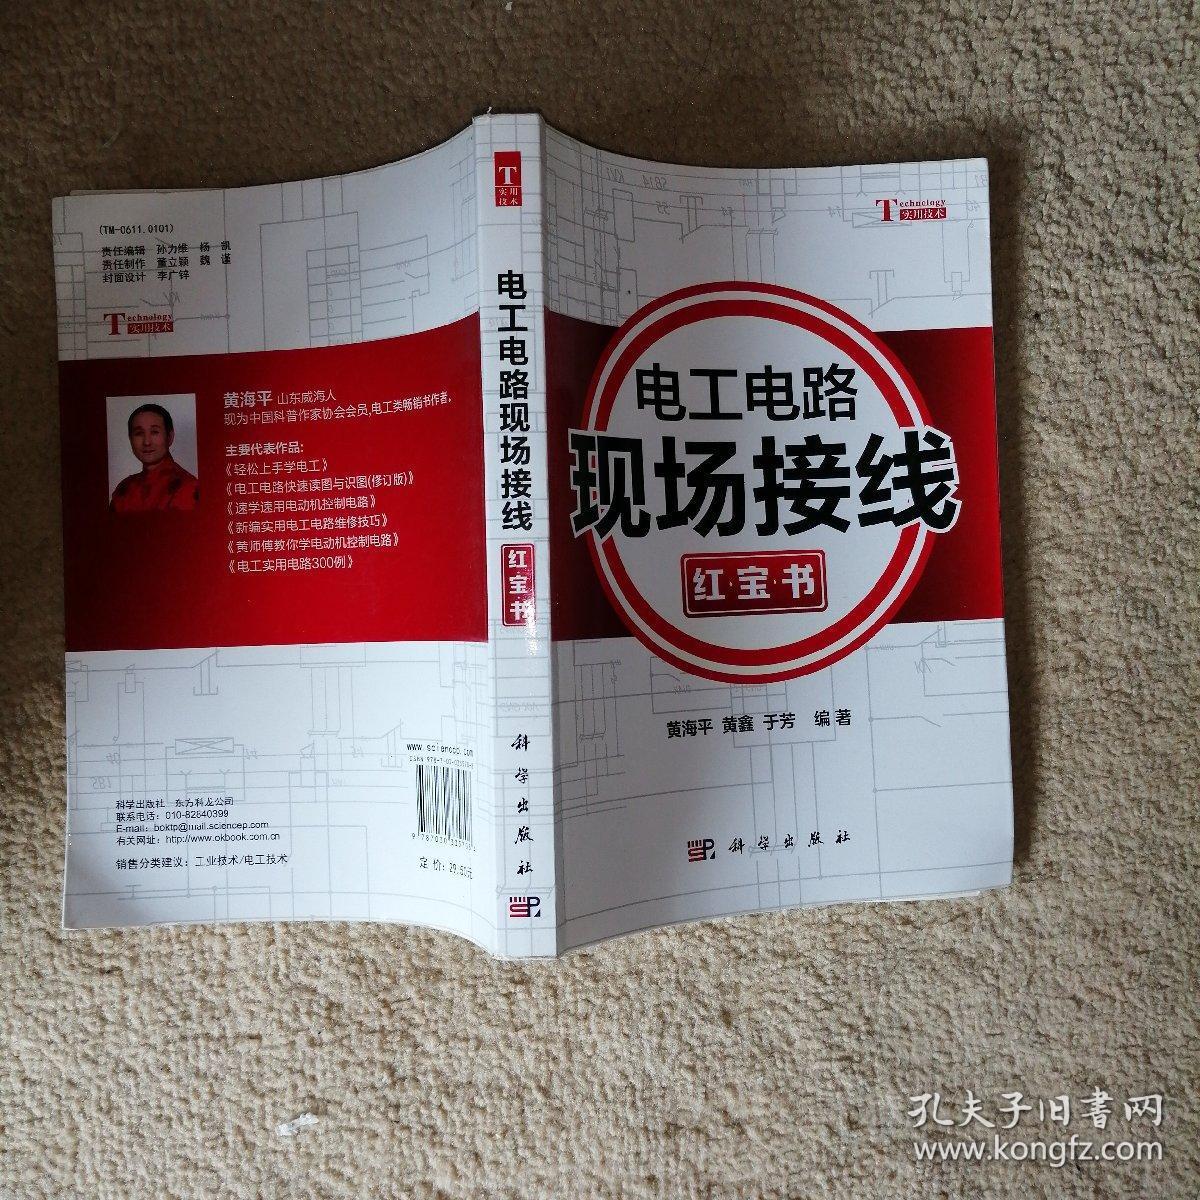 (TM-0611.0101)
责任编辑 孙力维 杨 凯
责任制作 董立颖 魏 谨
封面设计 李广锌
Technology
实用技术
黄海平 山东威海人
现为中国科普作家协会会员,电工类畅销书作者。
主要代表作品:
《轻松上手学电工》
《电工电路快速读图与识图(修订版)》
《速学速用电动机控制电路》
《新编实用电工电路维修技巧》
《黄师傅教你学电动机控制电路》
《电工实用电路300例》
www.sciencep.com
科学出版社 东方科龙公司
联系电话: 010-82840399
E-mail: boktp@mail.sciencep.com
有关网址: http://www.okbook.com.cn
销售分类建议: 工业技术/电工技术
定 价: 29.50元
T
实用
技术
电工电路现场接线
红宝书
科学出版社
Technology
实用技术
电工电路
现场接线
红·宝·书
黄海平 黄鑫 于芳 编著
科学出版社
孔夫子旧書网
www.kongfz.com